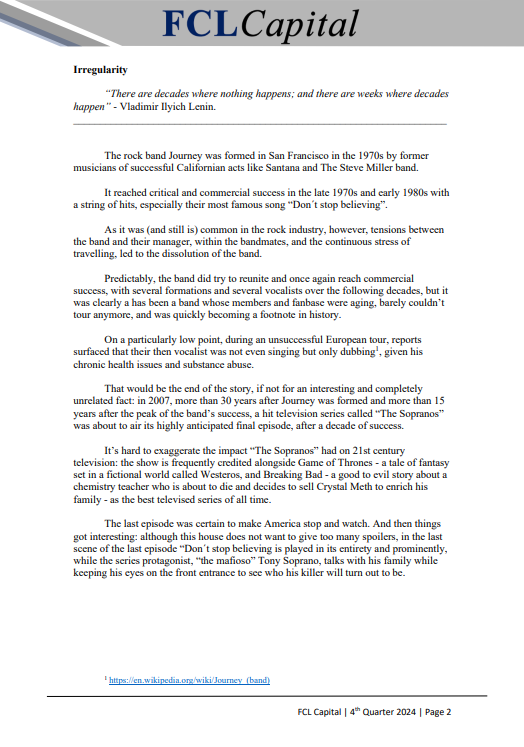 FCLCapital
Irregularity
"There are decades where nothing happens; and there are weeks where decades
happen" - Vladimir Ilyich Lenin.
The rock band Journey was formed in San Francisco in the 1970s by former
musicians of successful Californian acts like Santana and The Steve Miller band.
It reached critical and commercial success in the late 1970s and early 1980s with
a string of hits, especially their most famous song “Don´t stop believing”.
As it was (and still is) common in the rock industry, however, tensions between
the band and their manager, within the bandmates, and the continuous stress of
travelling, led to the dissolution of the band.
Predictably, the band did try to reunite and once again reach commercial
success, with several formations and several vocalists over the following decades, but it
was clearly a has been a band whose members and fanbase were aging, barely couldn’t
tour anymore, and was quickly becoming a footnote in history.
On a particularly low point, during an unsuccessful European tour, reports
surfaced that their then vocalist was not even singing but only dubbing¹, given his
chronic health issues and substance abuse.
That would be the end of the story, if not for an interesting and completely
unrelated fact: in 2007, more than 30 years after Journey was formed and more than 15
years after the peak of the band’s success, a hit television series called “The Sopranos”
was about to air its highly anticipated final episode, after a decade of success.
It’s hard to exaggerate the impact “The Sopranos” had on 21st century
television: the show is frequently credited alongside Game of Thrones - a tale of fantasy
set in a fictional world called Westeros, and Breaking Bad - a good to evil story about a
chemistry teacher who is about to die and decides to sell Crystal Meth to enrich his
family - as the best televised series of all time.
The last episode was certain to make America stop and watch. And then things
got interesting: although this house does not want to give too many spoilers, in the last
scene of the last episode “Don´t stop believing is played in its entirety and prominently,
while the series protagonist, “the mafioso” Tony Soprano, talks with his family while
keeping his eyes on the front entrance to see who his killer will turn out to be.
¹ https://en.wikipedia.org/wiki/Journey_(band)
FCL Capital | 4th Quarter 2024 | Page 2